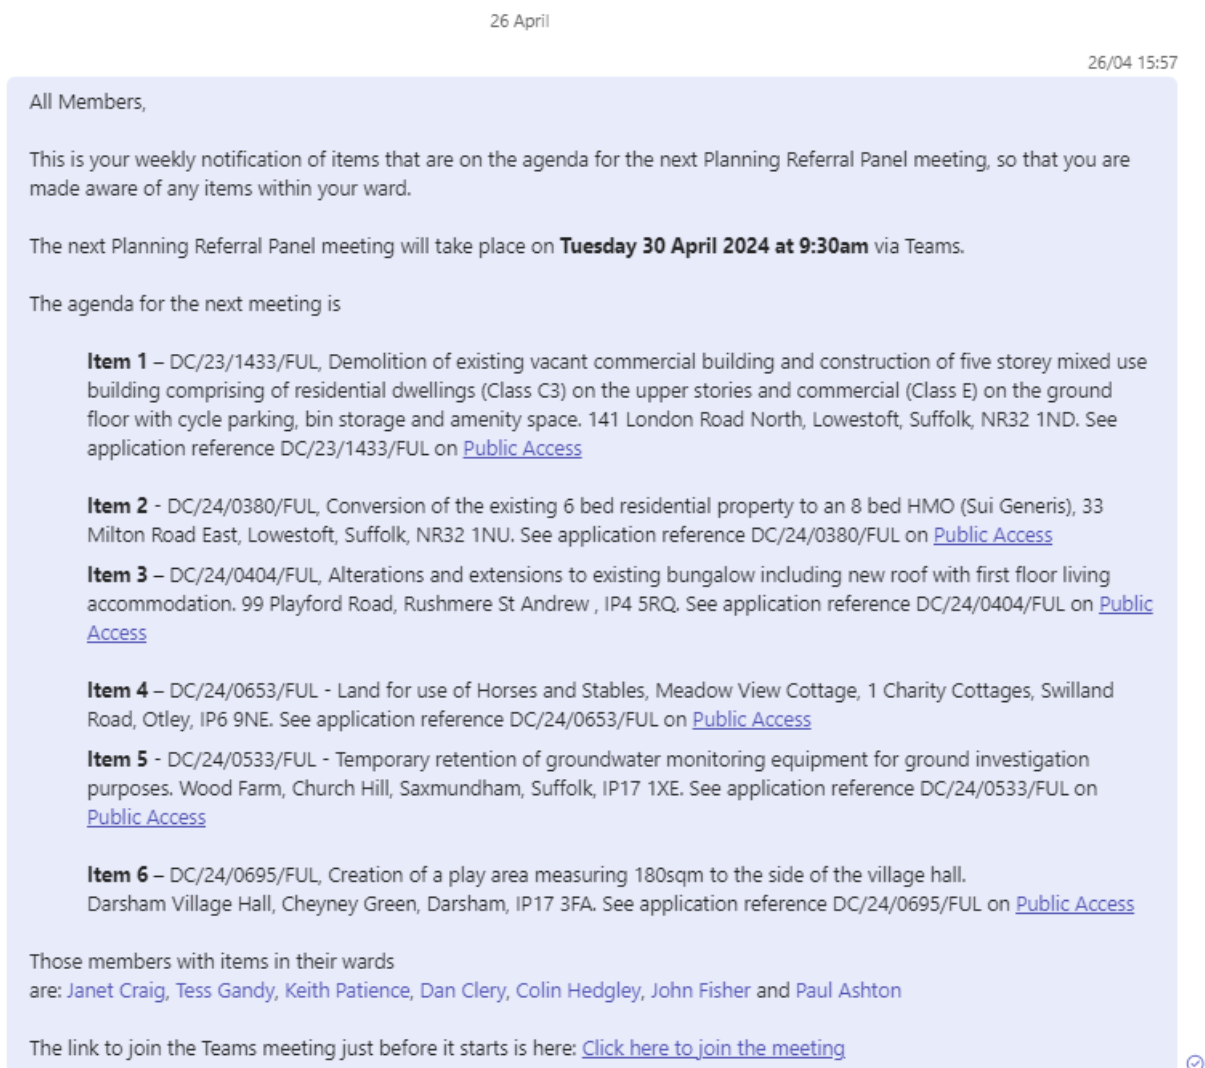 26 April
26/04 15:57
All Members,
This is your weekly notification of items that are on the agenda for the next Planning Referral Panel meeting, so that you are
made aware of any items within your ward.
The next Planning Referral Panel meeting will take place on Tuesday 30 April 2024 at 9:30am via Teams.
The agenda for the next meeting is
Item 1 – DC/23/1433/FUL, Demolition of existing vacant commercial building and construction of five storey mixed use
building comprising of residential dwellings (Class C3) on the upper stories and commercial (Class E) on the ground
floor with cycle parking, bin storage and amenity space. 141 London Road North, Lowestoft, Suffolk, NR32 1ND. See
application reference DC/23/1433/FUL on Public Access
Item 2 - DC/24/0380/FUL, Conversion of the existing 6 bed residential property to an 8 bed HMO (Sui Generis), 33
Milton Road East, Lowestoft, Suffolk, NR32 1NU. See application reference DC/24/0380/FUL on Public Access
Item 3 – DC/24/0404/FUL, Alterations and extensions to existing bungalow including new roof with first floor living
accommodation. 99 Playford Road, Rushmere St Andrew , IP4 5RQ. See application reference DC/24/0404/FUL on Public
Access
Item 4 – DC/24/0653/FUL - Land for use of Horses and Stables, Meadow View Cottage, 1 Charity Cottages, Swilland
Road, Otley, IP6 9NE. See application reference DC/24/0653/FUL on Public Access
Item 5 - DC/24/0533/FUL - Temporary retention of groundwater monitoring equipment for ground investigation
purposes. Wood Farm, Church Hill, Saxmundham, Suffolk, IP17 1XE. See application reference DC/24/0533/FUL on
Public Access
Item 6 – DC/24/0695/FUL, Creation of a play area measuring 180sqm to the side of the village hall.
Darsham Village Hall, Cheyney Green, Darsham, IP17 3FA. See application reference DC/24/0695/FUL on Public Access
Those members with items in their wards
are: Janet Craig, Tess Gandy, Keith Patience, Dan Clery, Colin Hedgley, John Fisher and Paul Ashton
The link to join the Teams meeting just before it starts is here: Click here to join the meeting